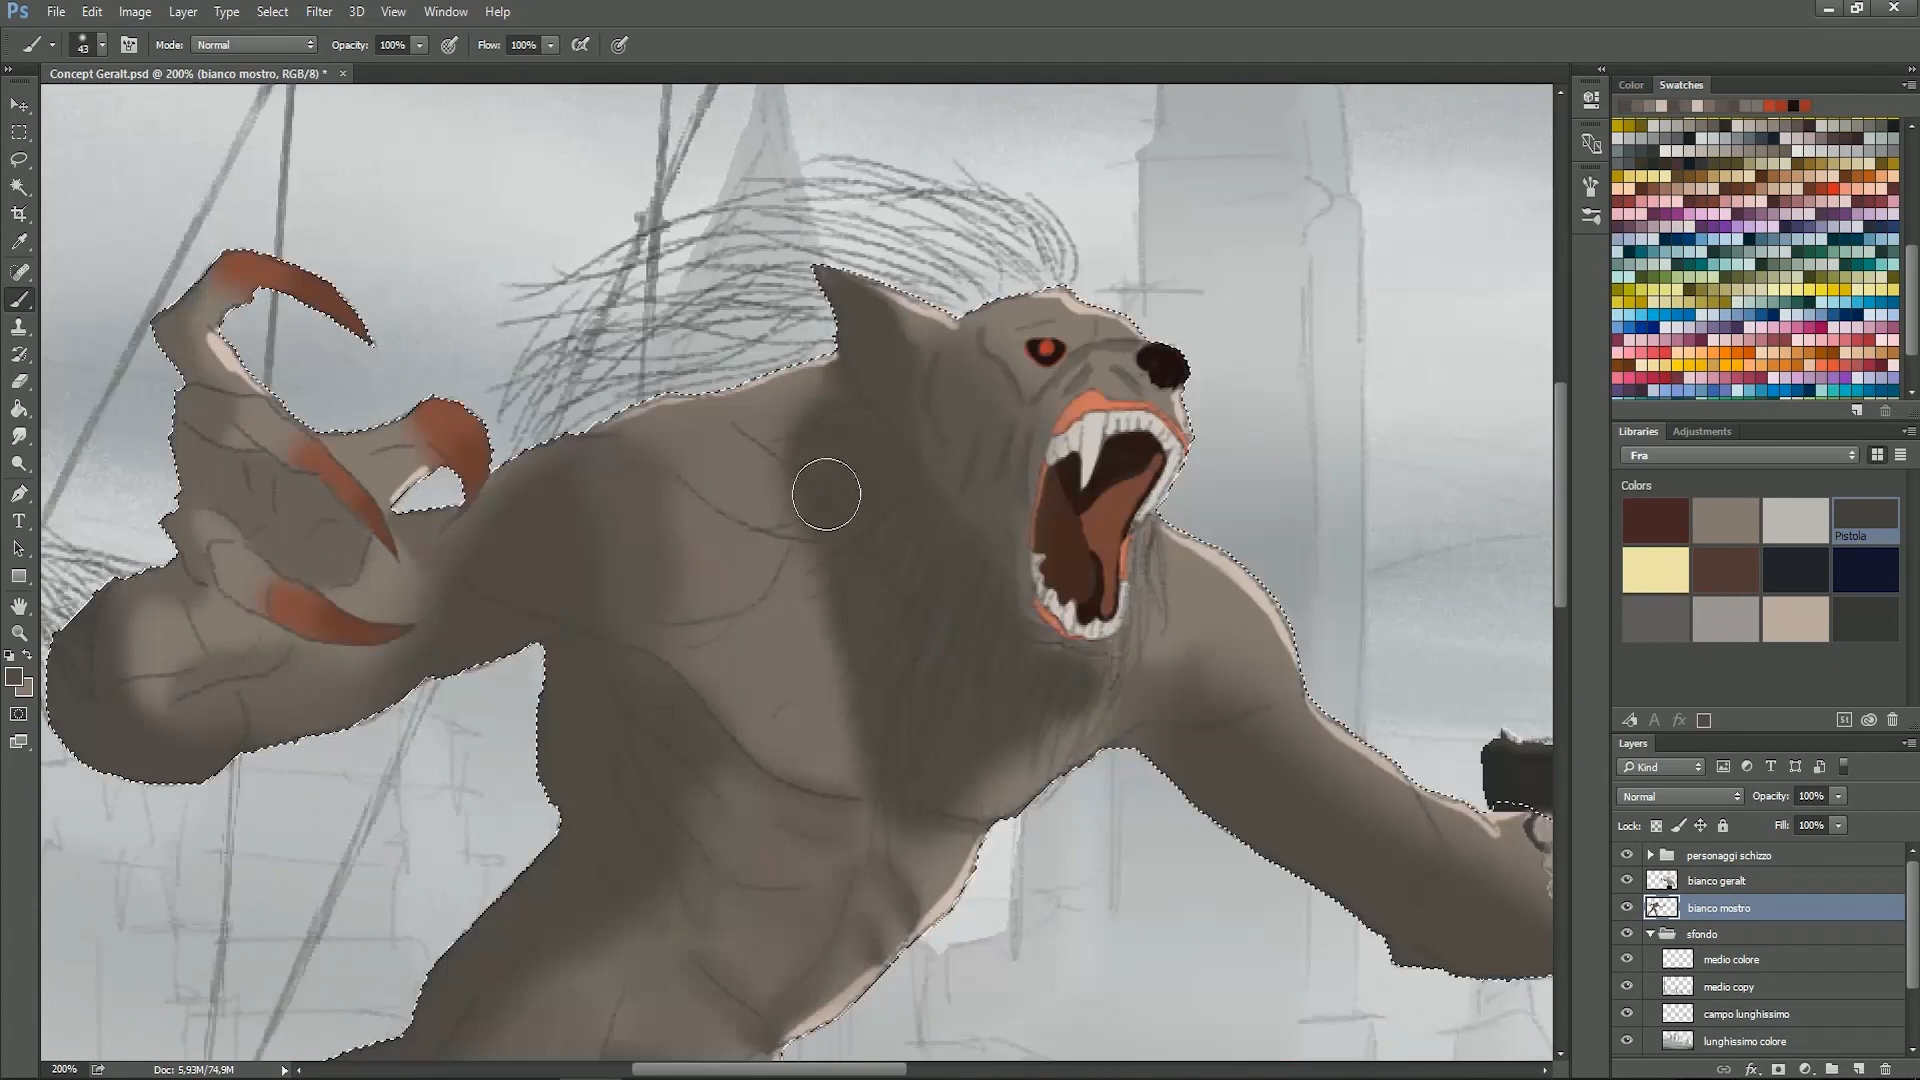 Ps File Edit Image Layer Type Select Filter 3D View Window Help
43 Mode: Normal Opacity: 100% Flow: 100%
Concept Geralt.psd @ 200% (bianco mostro, RGB/8) * ×
Color Swatches
Libraries Adjustments
Fra
Colors
Pistola
St
Layers
Kind
Normal Opacity: 100%
Lock: Fill: 100%
personaggi schizzo
bianco geralt
bianco mostro
sfondo
medio colore
medio copy
campo lunghissimo
lunghissimo colore
200% Doc: 5,93M/74,9M
fx